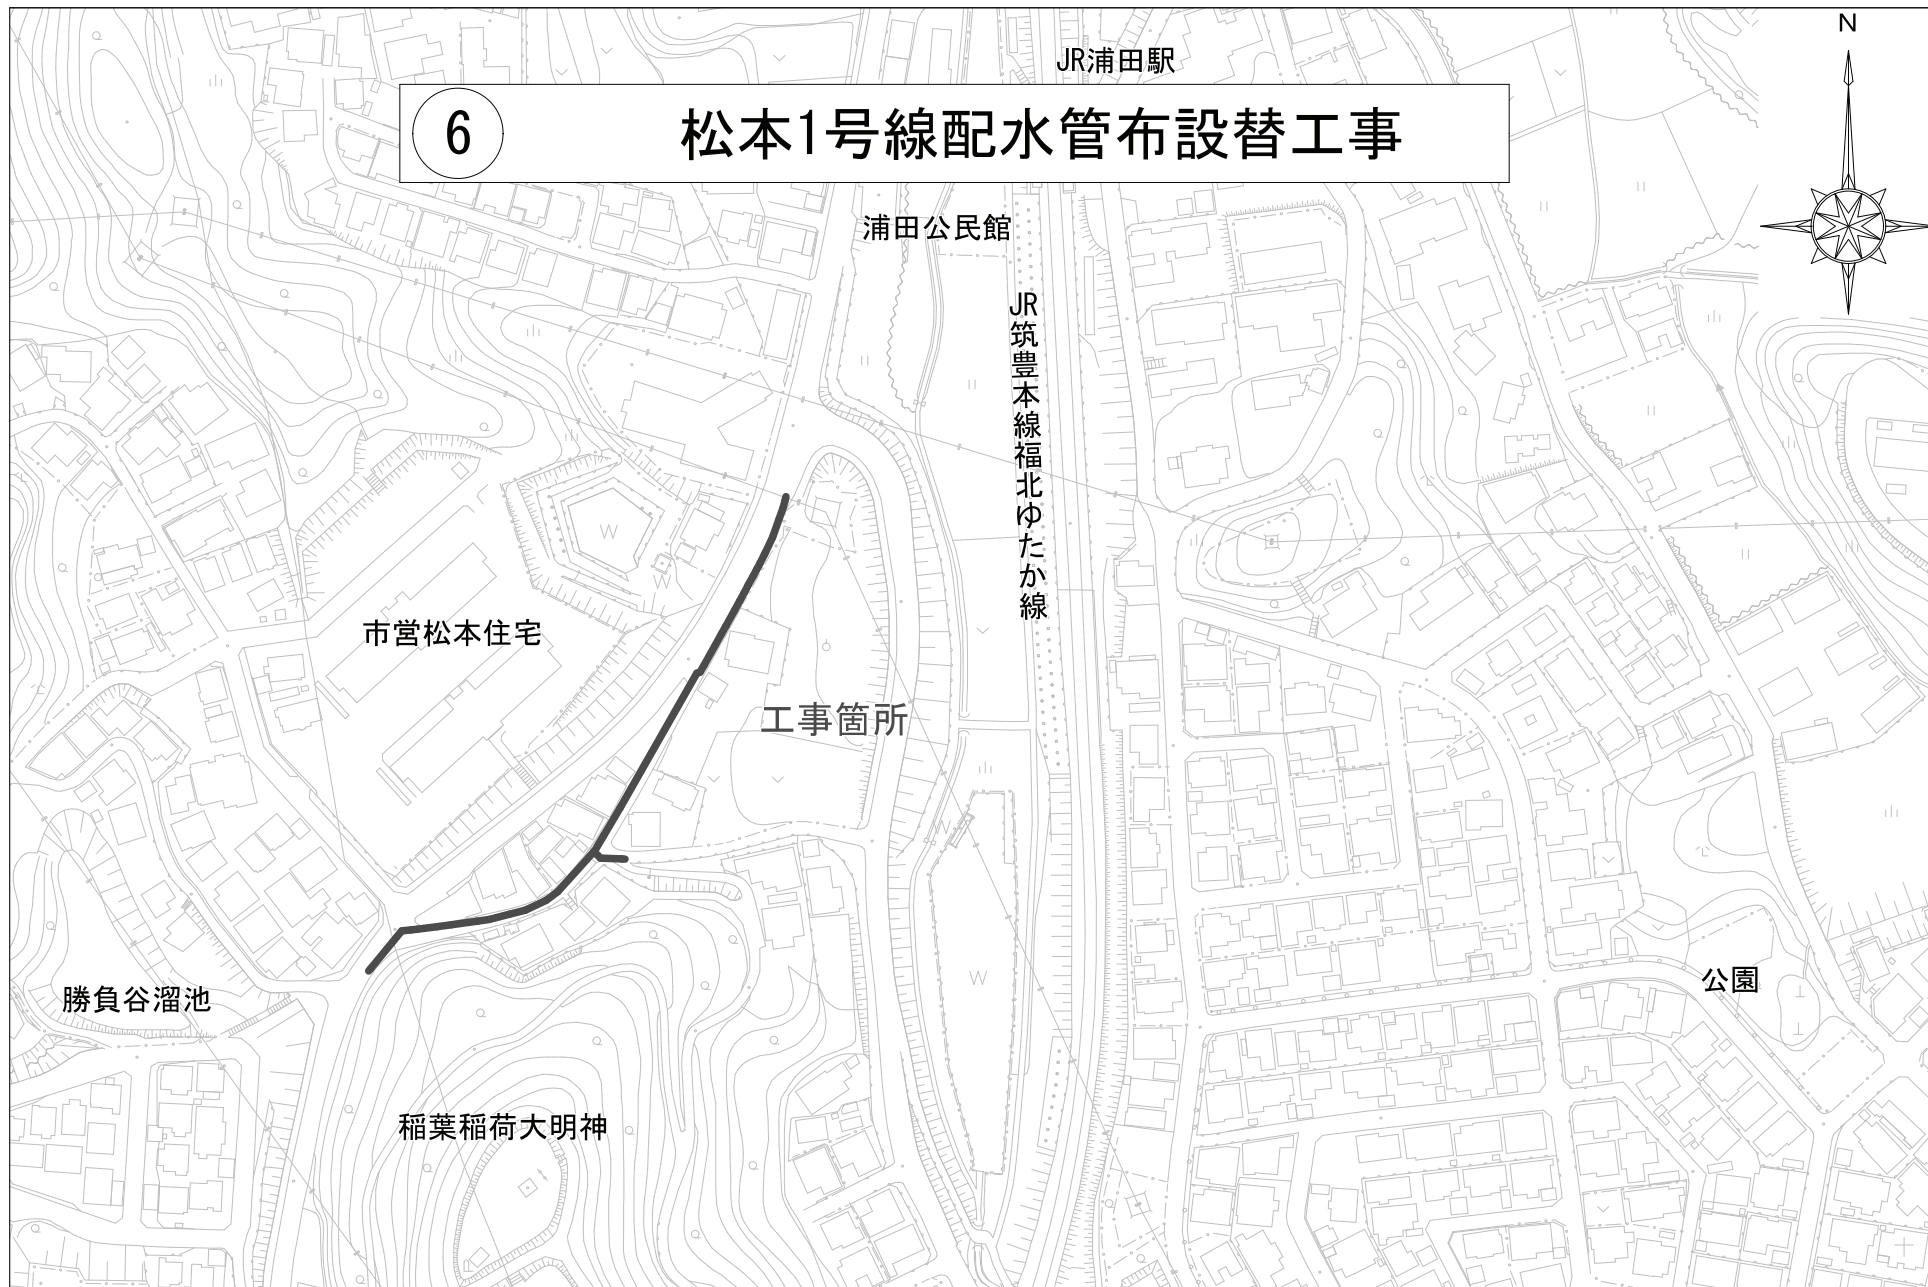 N
JR浦田駅
6
松本1号線配水管布設替工事
浦田公民館
JR筑豊本線福北ゆたか線
市営松本住宅
工事箇所
公園
勝負谷溜池
稲葉稲荷大明神